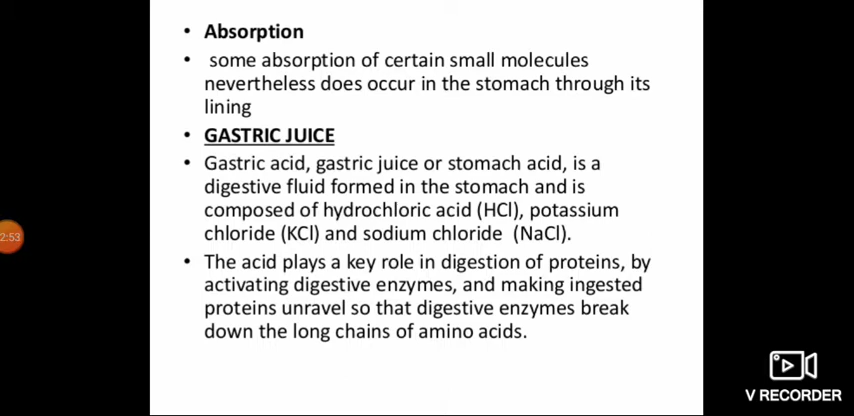 • Absorption
• some absorption of certain small molecules
nevertheless does occur in the stomach through its
lining
• GASTRIC JUICE
• Gastric acid, gastric juice or stomach acid, is a
digestive fluid formed in the stomach and is
composed of hydrochloric acid (HCl), potassium
chloride (KCl) and sodium chloride (NaCl).
2:53
• The acid plays a key role in digestion of proteins, by
activating digestive enzymes, and making ingested
proteins unravel so that digestive enzymes break
down the long chains of amino acids.
V RECORDER